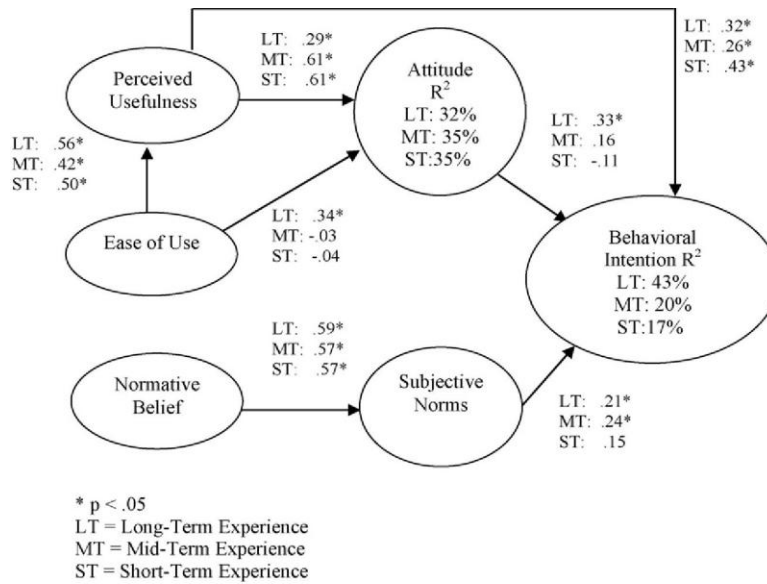 LT: .29*
MT: .61*
ST: .61*
LT: .32*
MT: .26*
ST: .43*
Perceived
Usefulness
Attitude
R²
LT: 32%
MT: 35%
ST:35%
LT: .33*
MT: .16
ST: -.11
LT: .56*
MT: .42*
ST: .50*
Ease of Use
LT: .34*
MT: -.03
ST: -.04
Behavioral
Intention R²
LT: 43%
MT: 20%
ST:17%
LT: .59*
MT: .57*
ST: .57*
Normative
Belief
Subjective
Norms
LT: .21*
MT: .24*
ST: .15
* p < .05
LT = Long-Term Experience
MT = Mid-Term Experience
ST = Short-Term Experience